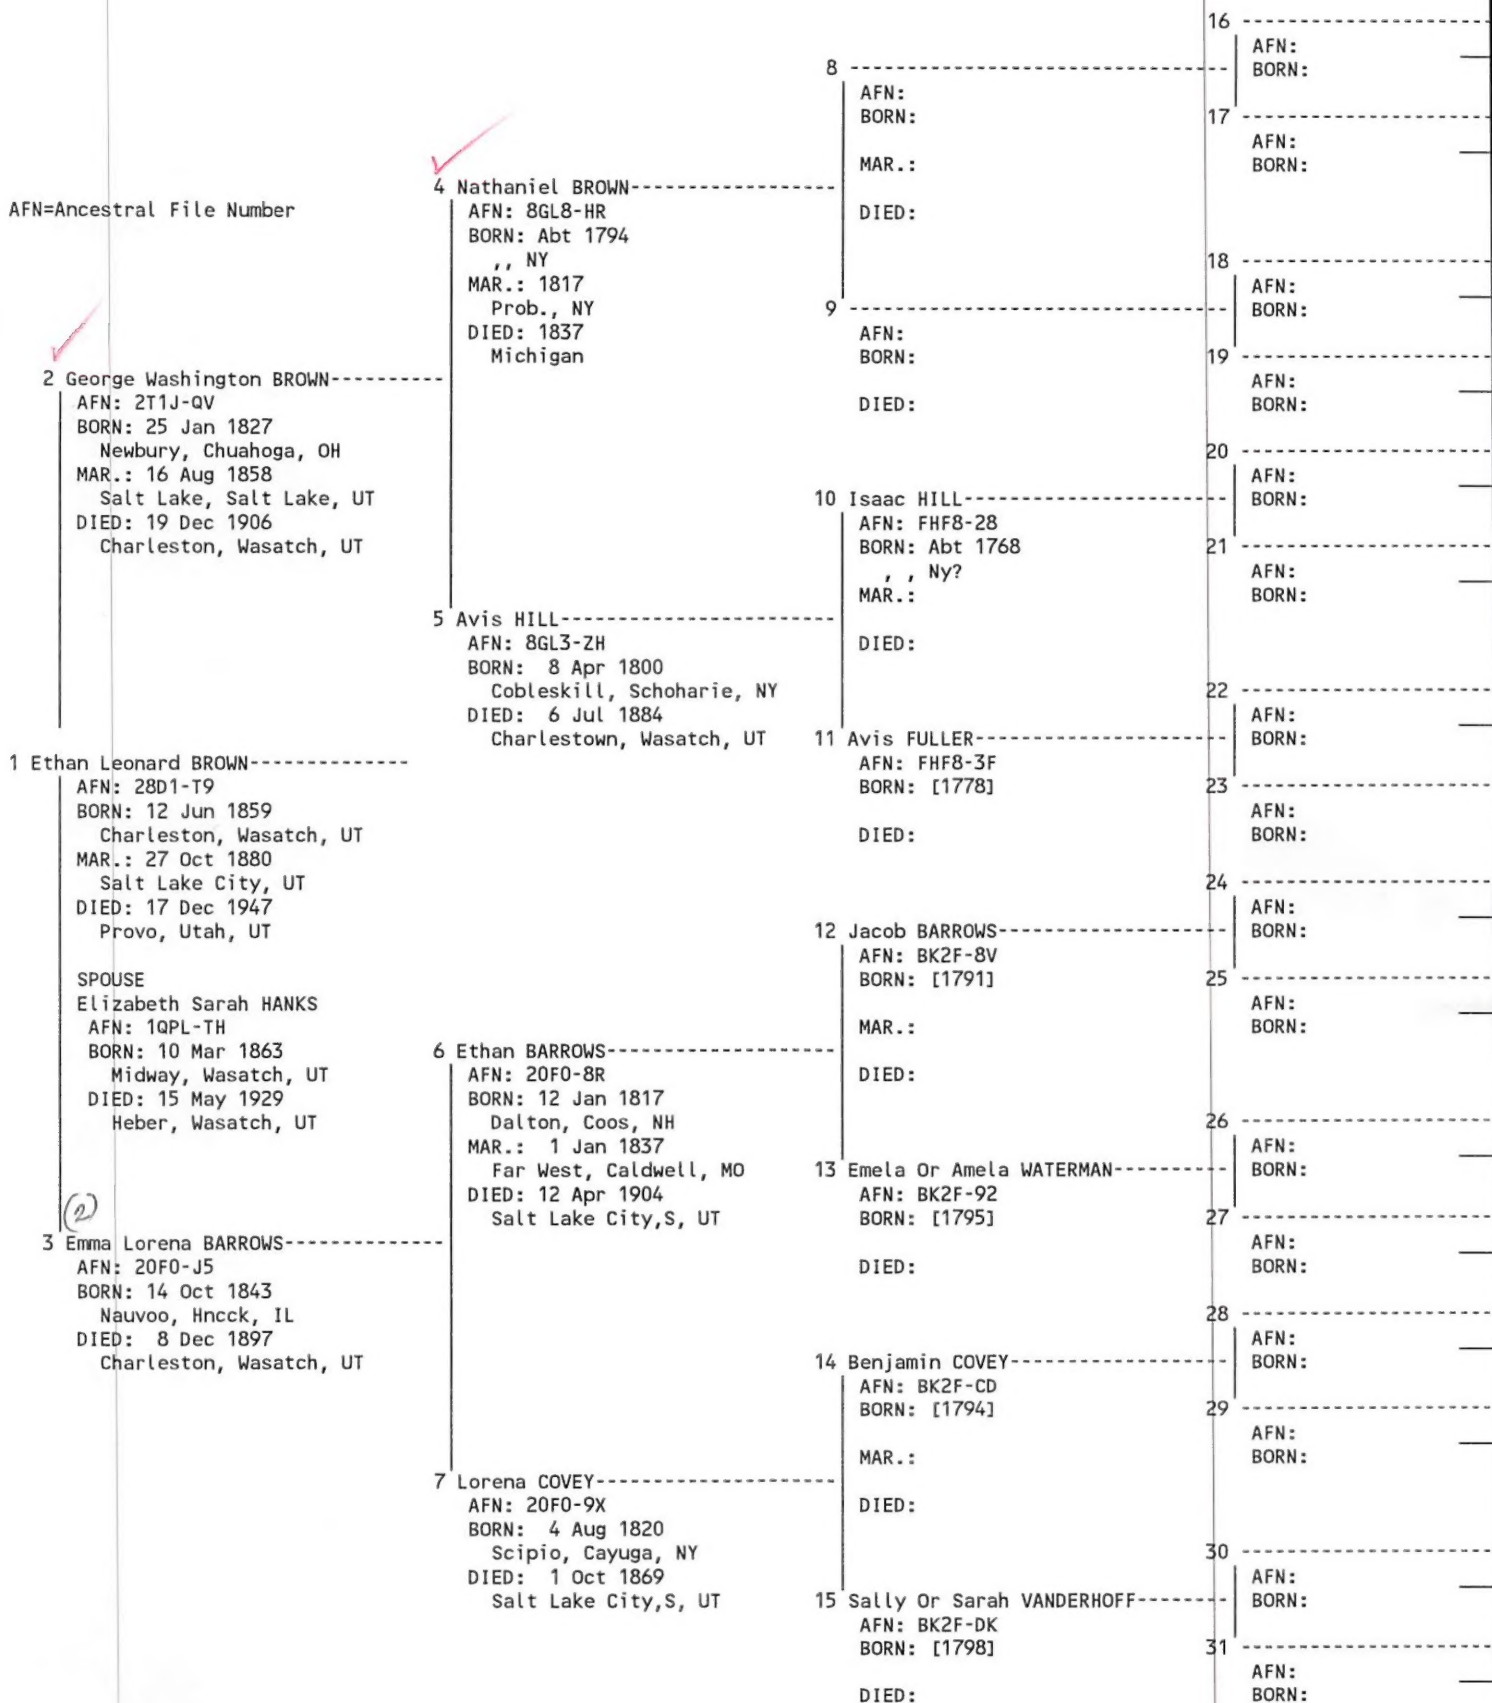 AFN=Ancestral File Number
1 Ethan Leonard BROWN-------------
AFN: 28D1-T9
BORN: 12 Jun 1859
Charleston, Wasatch, UT
MAR.: 27 Oct 1880
Salt Lake City, UT
DIED: 17 Dec 1947
Provo, Utah, UT
SPOUSE
Elizabeth Sarah HANKS
AFN: 1QPL-TH
BORN: 10 Mar 1863
Midway, Wasatch, UT
DIED: 15 May 1929
Heber, Wasatch, UT
2 George Washington BROWN----------
AFN: 2T1J-QV
BORN: 25 Jan 1827
Newbury, Chuahoga, OH
MAR.: 16 Aug 1858
Salt Lake, Salt Lake, UT
DIED: 19 Dec 1906
Charleston, Wasatch, UT
(2)
3 Emma Lorena BARROWS--------------
AFN: 20F0-J5
BORN: 14 Oct 1843
Nauvoo, Hncck, IL
DIED: 8 Dec 1897
Charleston, Wasatch, UT
4 Nathaniel BROWN------------------
AFN: 8GL8-HR
BORN: Abt 1794
,, NY
MAR.: 1817
Prob., NY
DIED: 1837
Michigan
5 Avis HILL------------------------
AFN: 8GL3-ZH
BORN: 8 Apr 1800
Cobleskill, Schoharie, NY
DIED: 6 Jul 1884
Charlestown, Wasatch, UT
6 Ethan BARROWS--------------------
AFN: 20F0-8R
BORN: 12 Jan 1817
Dalton, Coos, NH
MAR.: 1 Jan 1837
Far West, Caldwell, MO
DIED: 12 Apr 1904
Salt Lake City,S, UT
7 Lorena COVEY---------------------
AFN: 20F0-9X
BORN: 4 Aug 1820
Scipio, Cayuga, NY
DIED: 1 Oct 1869
Salt Lake City,S, UT
8 ---------------------------------
AFN:
BORN:
MAR.:
DIED:
9 ---------------------------------
AFN:
BORN:
DIED:
10 Isaac HILL-----------------------
AFN: FHF8-28
BORN: Abt 1768
, , Ny?
MAR.:
DIED:
11 Avis FULLER----------------------
AFN: FHF8-3F
BORN: [1778]
DIED:
12 Jacob BARROWS--------------------
AFN: BK2F-8V
BORN: [1791]
MAR.:
DIED:
13 Emela Or Amela WATERMAN----------
AFN: BK2F-92
BORN: [1795]
DIED:
14 Benjamin COVEY-------------------
AFN: BK2F-CD
BORN: [1794]
MAR.:
DIED:
15 Sally Or Sarah VANDERHOFF--------
AFN: BK2F-DK
BORN: [1798]
DIED:
16 ---------------------
AFN:
BORN:
17 ---------------------
AFN:
BORN:
18 ---------------------
AFN:
BORN:
19 ---------------------
AFN:
BORN:
20 ---------------------
AFN:
BORN:
21 ---------------------
AFN:
BORN:
22 ---------------------
AFN:
BORN:
23 ---------------------
AFN:
BORN:
24 ---------------------
AFN:
BORN:
25 ---------------------
AFN:
BORN:
26 ---------------------
AFN:
BORN:
27 ---------------------
AFN:
BORN:
28 ---------------------
AFN:
BORN:
29 ---------------------
AFN:
BORN:
30 ---------------------
AFN:
BORN:
31 ---------------------
AFN:
BORN: